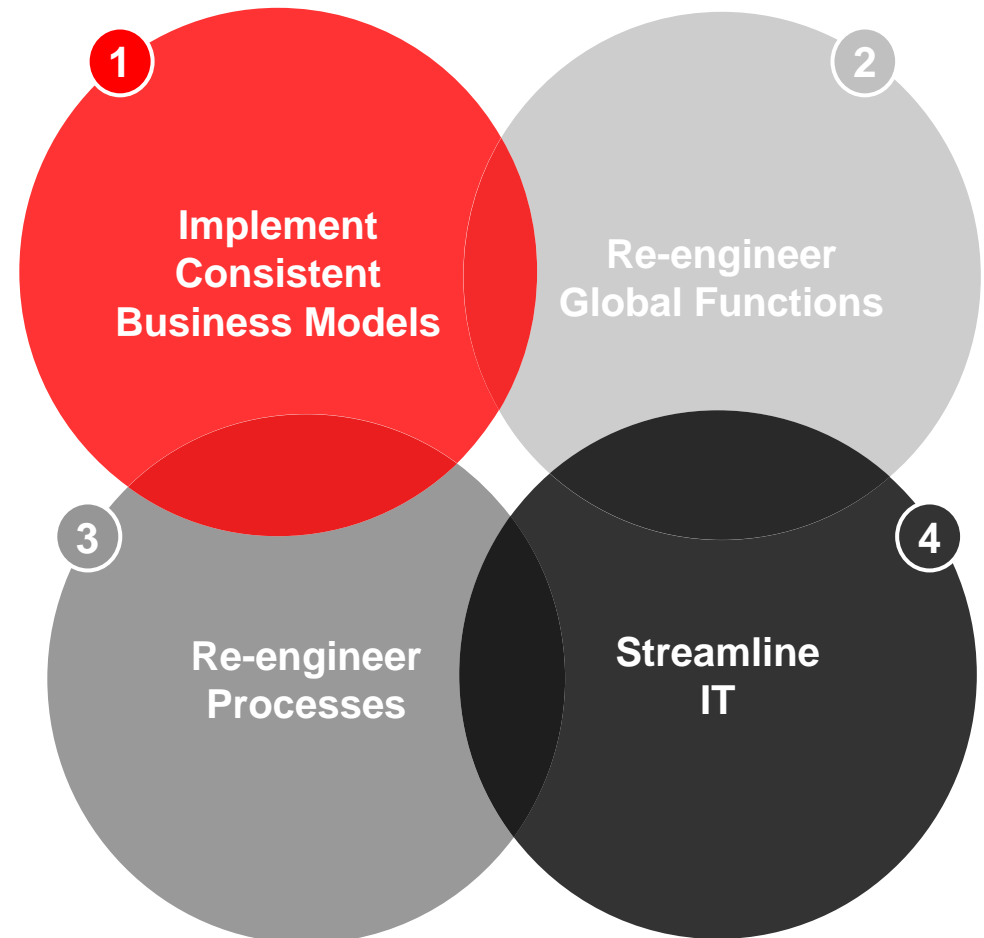 1
Implement
Consistent
Business Models
2
Re-engineer
Global Functions
3
Re-engineer
Processes
4
Streamline
IT